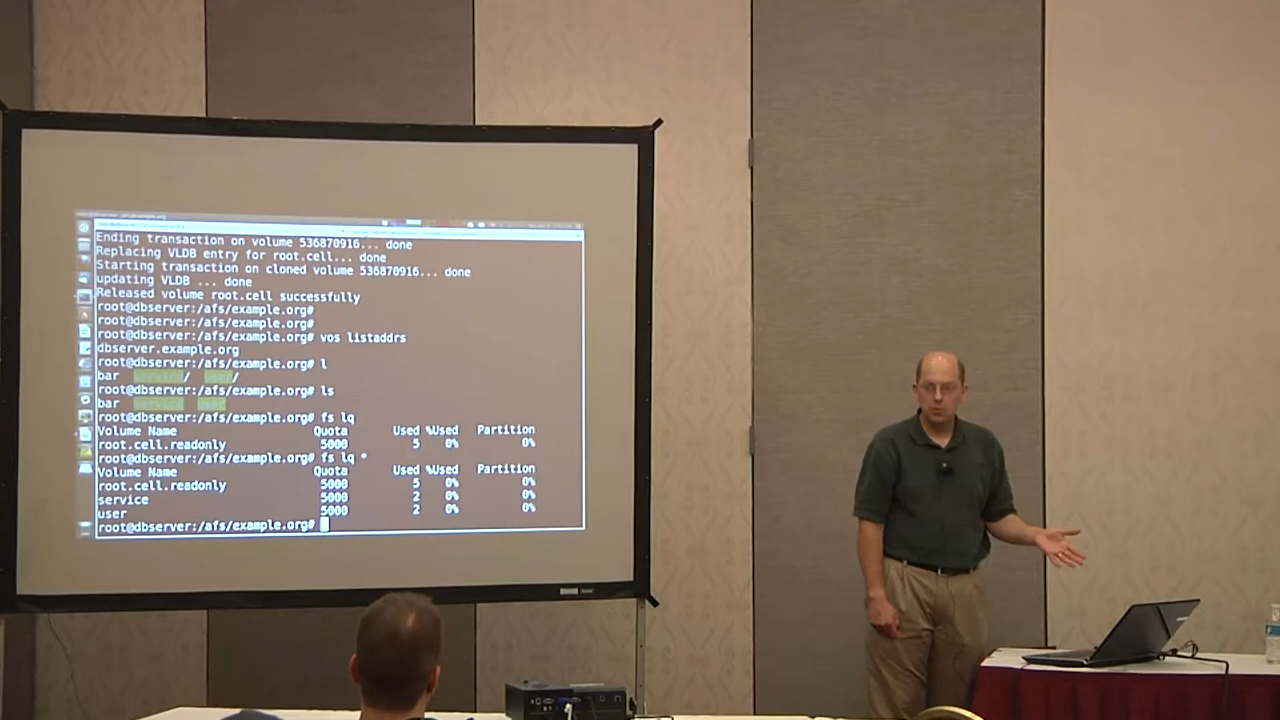 Ending transaction on volume 536870916... done
Replacing VLDB entry for root.cell... done
Starting transaction on cloned volume 536870916... done
updating VLDB ... done
Released volume root.cell successfully
root@dbserver:/afs/example.org#
root@dbserver:/afs/example.org#
root@dbserver:/afs/example.org# vos listaddrs
dbserver.example.org
root@dbserver:/afs/example.org# l
bar service/ user/
root@dbserver:/afs/example.org# ls
bar service user
root@dbserver:/afs/example.org# fs lq
Volume Name Quota Used %Used Partition
root.cell.readonly 5000 5 0% 0%
root@dbserver:/afs/example.org# fs lq *
Volume Name Quota Used %Used Partition
root.cell.readonly 5000 5 0% 0%
service 5000 2 0% 0%
user 5000 2 0% 0%
root@dbserver:/afs/example.org#